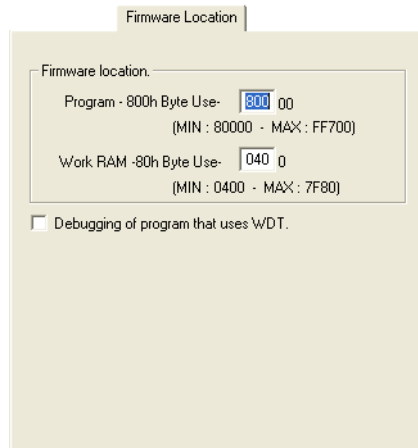 Firmware Location
Firmware location.
Program - 800h Byte Use- 800 00
(MIN : 80000 - MAX : FF700)
Work RAM -80h Byte Use- 040 0
(MIN : 0400 - MAX : 7F80)
Debugging of program that uses WDT.